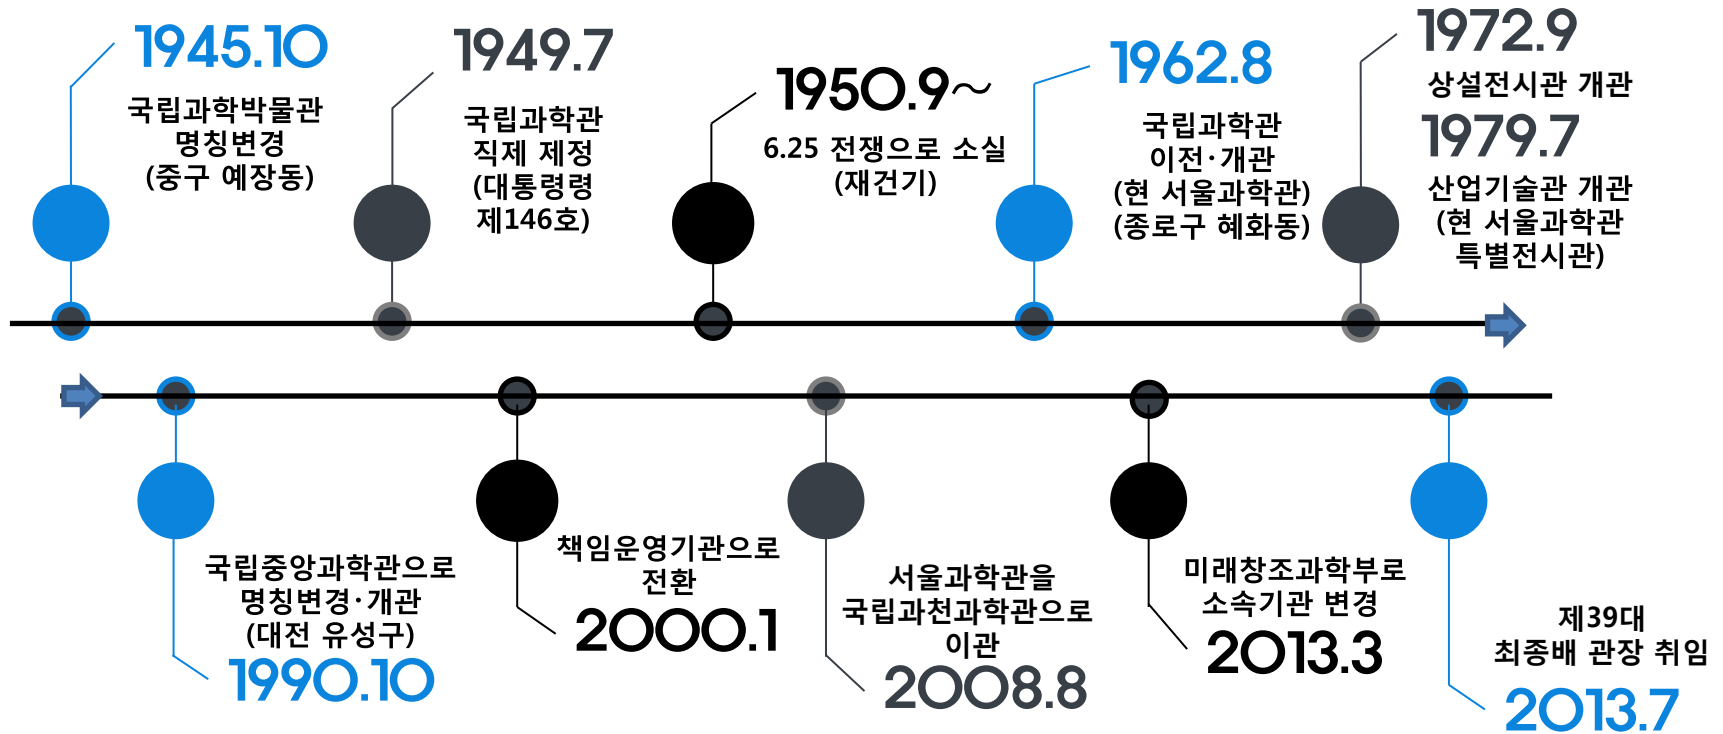 1945.10
국립과학박물관
명칭변경
(중구 예장동)
1949.7
국립과학관
직제 제정
(대통령령
제146호)
1950.9~
6.25 전쟁으로 소실
(재건기)
1962.8
국립과학관
이전·개관
(현 서울과학관)
(종로구 혜화동)
1972.9
상설전시관 개관
1979.7
산업기술관 개관
(현 서울과학관
특별전시관)
국립중앙과학관으로
명칭변경·개관
(대전 유성구)
1990.10
책임운영기관으로
전환
2000.1
서울과학관을
국립과천과학관으로
이관
2008.8
미래창조과학부로
소속기관 변경
2013.3
제39대
최종배 관장 취임
2013.7